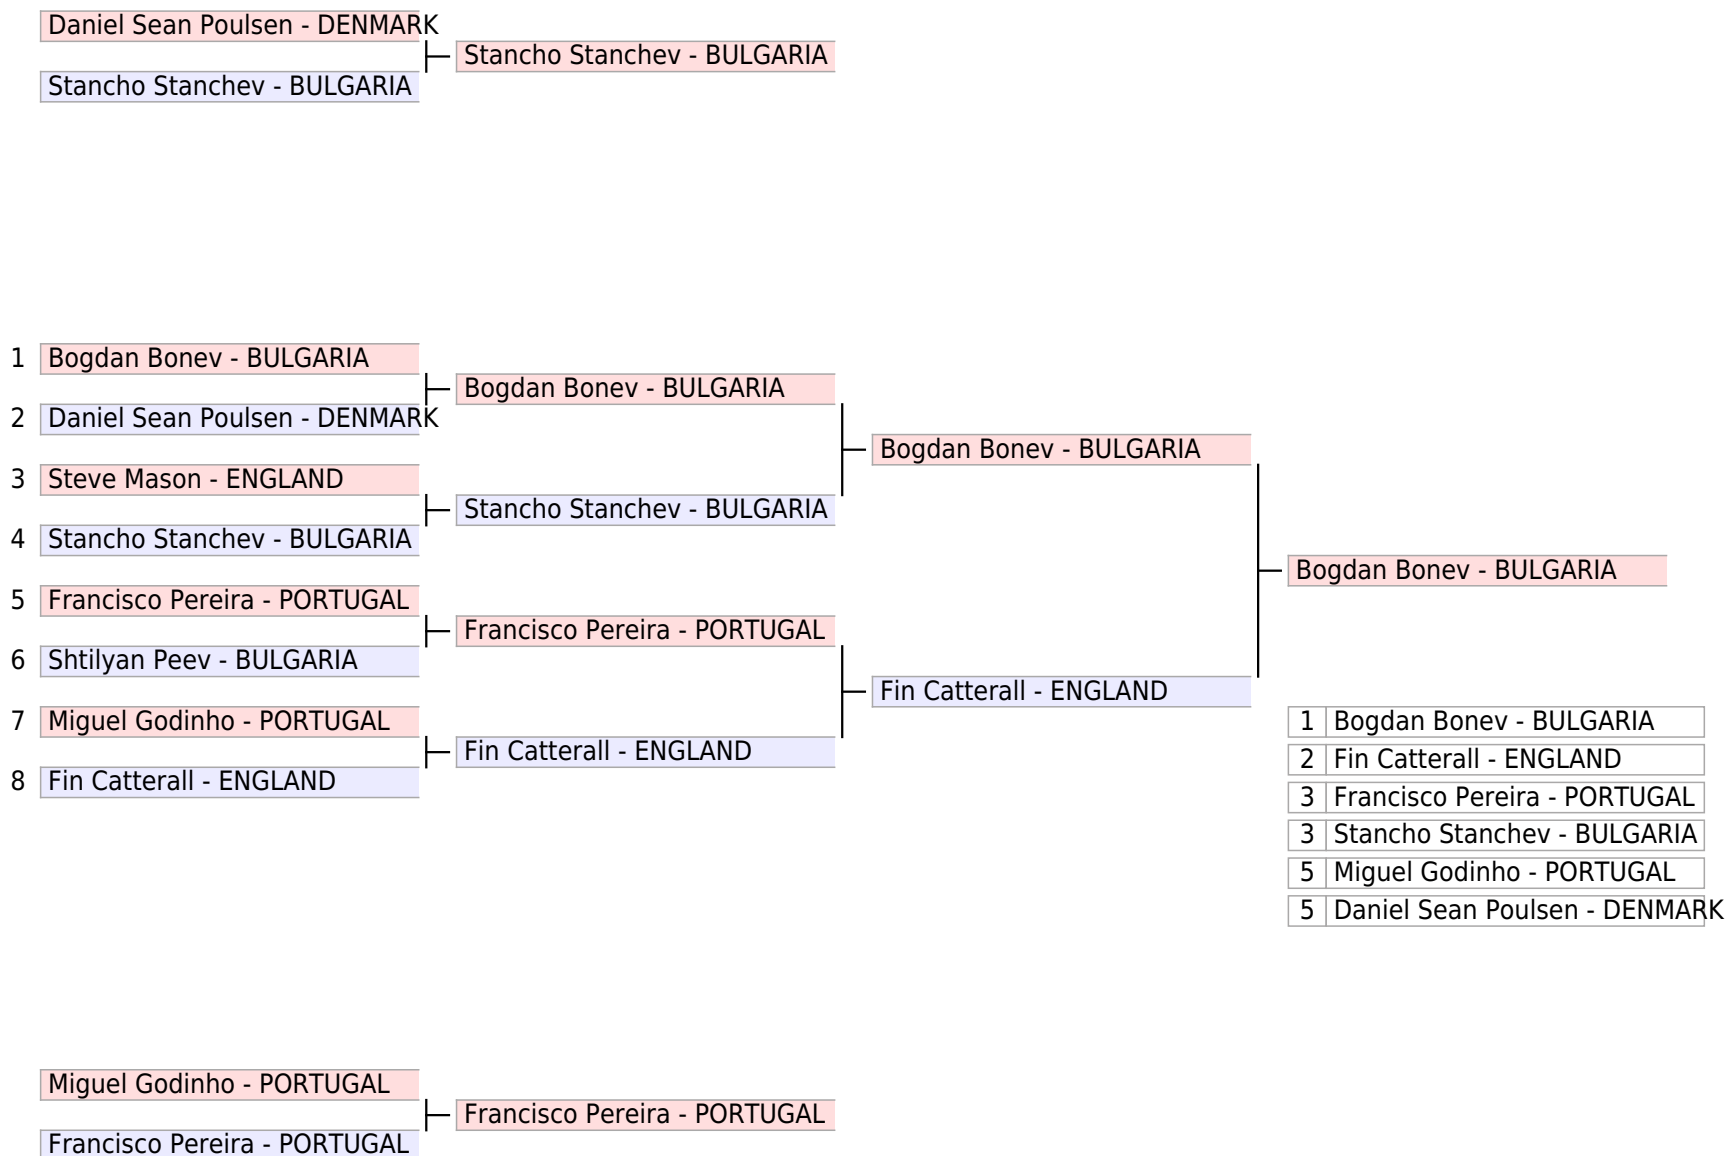 Daniel Sean Poulsen - DENMARK
Stancho Stanchev - BULGARIA
Stancho Stanchev - BULGARIA
1 Bogdan Bonev - BULGARIA
Bogdan Bonev - BULGARIA
2 Daniel Sean Poulsen - DENMARK
Bogdan Bonev - BULGARIA
3 Steve Mason - ENGLAND
Stancho Stanchev - BULGARIA
4 Stancho Stanchev - BULGARIA
Bogdan Bonev - BULGARIA
5 Francisco Pereira - PORTUGAL
Francisco Pereira - PORTUGAL
6 Shtilyan Peev - BULGARIA
Fin Catterall - ENGLAND
7 Miguel Godinho - PORTUGAL
Fin Catterall - ENGLAND
8 Fin Catterall - ENGLAND
1 Bogdan Bonev - BULGARIA
2 Fin Catterall - ENGLAND
3 Francisco Pereira - PORTUGAL
3 Stancho Stanchev - BULGARIA
5 Miguel Godinho - PORTUGAL
5 Daniel Sean Poulsen - DENMARK
Miguel Godinho - PORTUGAL
Francisco Pereira - PORTUGAL
Francisco Pereira - PORTUGAL